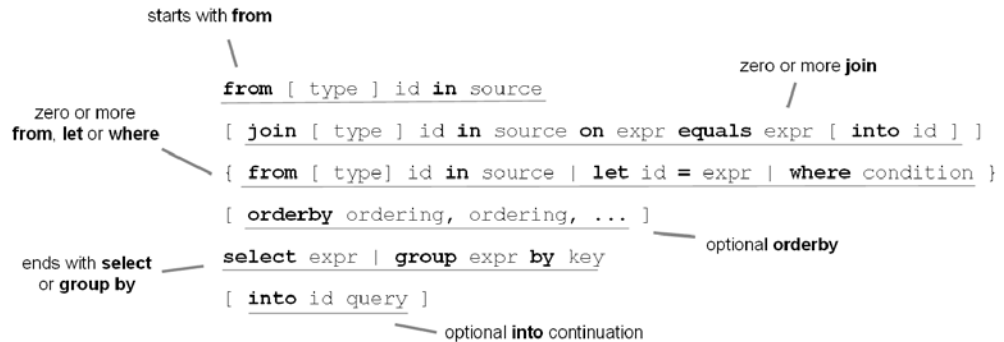 starts with from
zero or more join
from [ type ] id in source
zero or more
from, let or where
[ join [ type ] id in source on expr equals expr [ into id ] ]
{ from [ type] id in source | let id = expr | where condition }
[ orderby ordering, ordering, ... ]
optional orderby
ends with select
or group by
select expr | group expr by key
[ into id query ]
optional into continuation